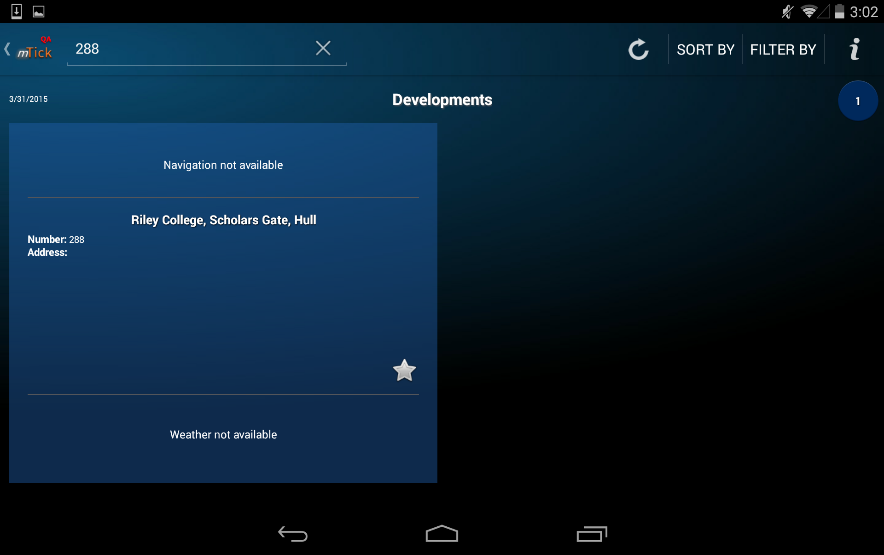 3:02
QA
mTick
288
SORT BY
FILTER BY
i
3/31/2015
Developments
1
Navigation not available
Riley College, Scholars Gate, Hull
Number: 288
Address:
Weather not available